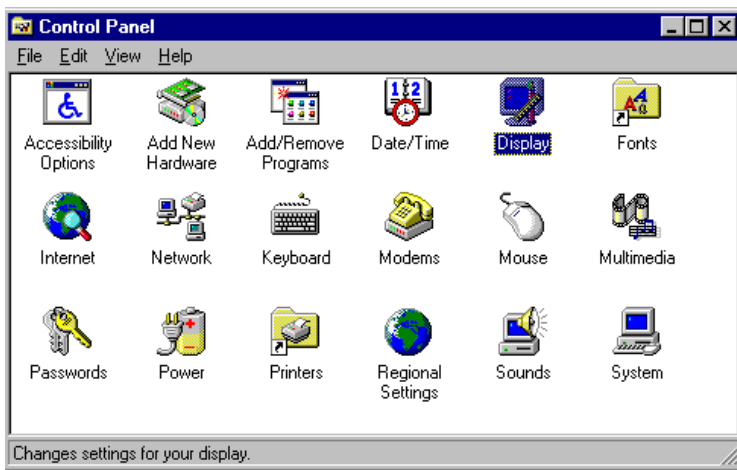 Control Panel
File Edit View Help
Accessibility Options
Add New Hardware
Add/Remove Programs
Date/Time
Display
Fonts
Internet
Network
Keyboard
Modems
Mouse
Multimedia
Passwords
Power
Printers
Regional Settings
Sounds
System
Changes settings for your display.